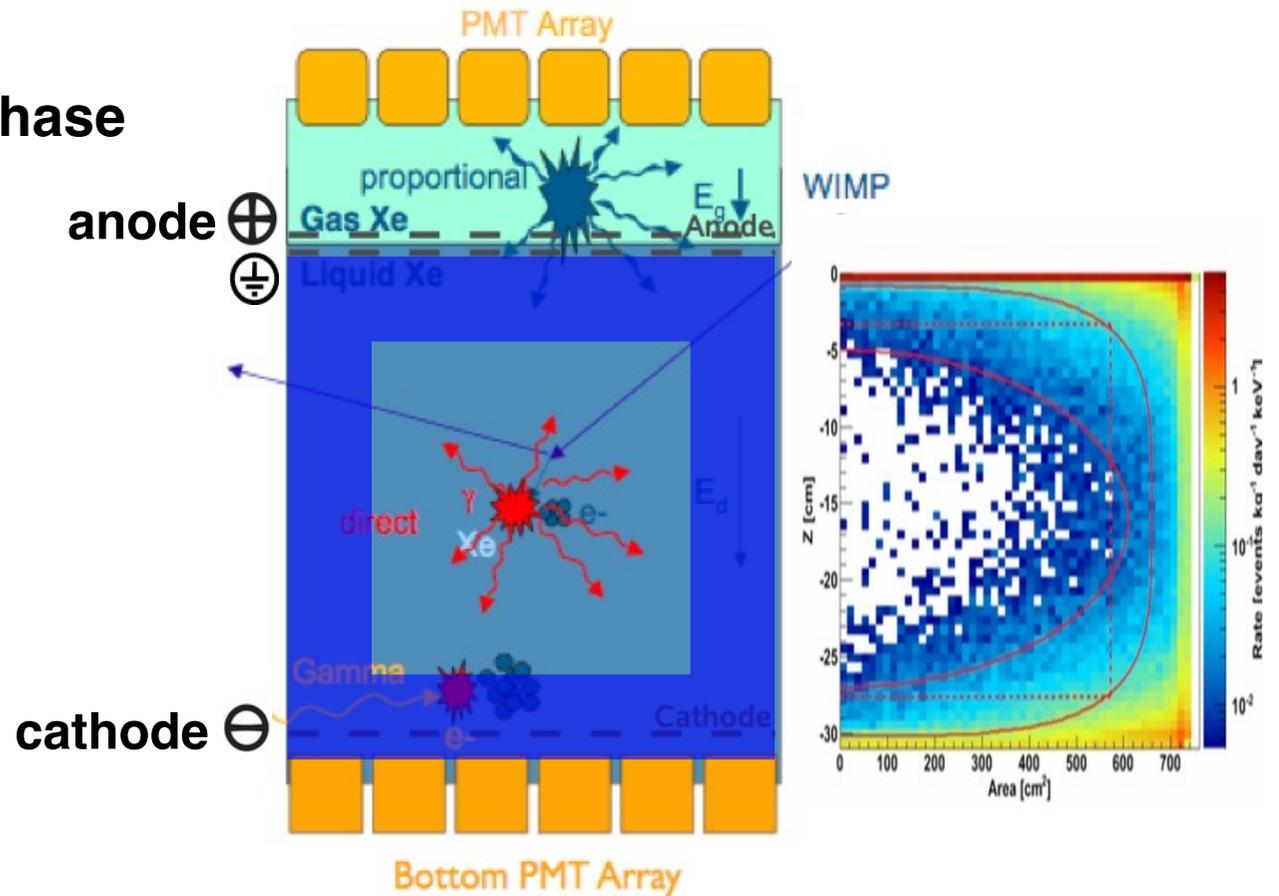 PMT Array
hase
proportional
WIMP
Eg
anode
Gas Xe
Anode
Liquid Xe
γ
e-
Ed
direct
Xe
Gamma
Cathode
cathode
e-
Bottom PMT Array
0
-5
-10
-15
-20
-25
-30
Z [cm]
0 100 200 300 400 500 600 700
Area [cm²]
1
10⁻¹
10⁻²
Rate [events kg⁻¹ day⁻¹ keV⁻¹]